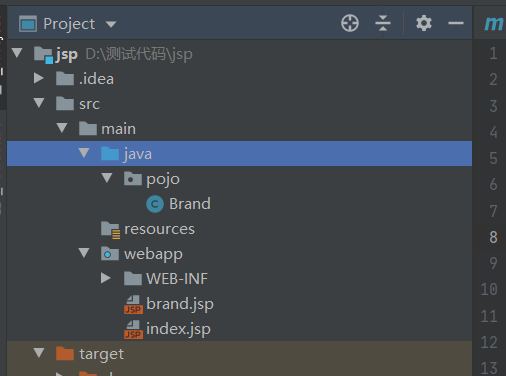 Project
jsp D:\测试代码\jsp
.idea
src
main
java
pojo
C Brand
resources
webapp
WEB-INF
JSP brand.jsp
JSP index.jsp
target
m
1
2
3
4
5
6
7
8
9
10
11
12
13